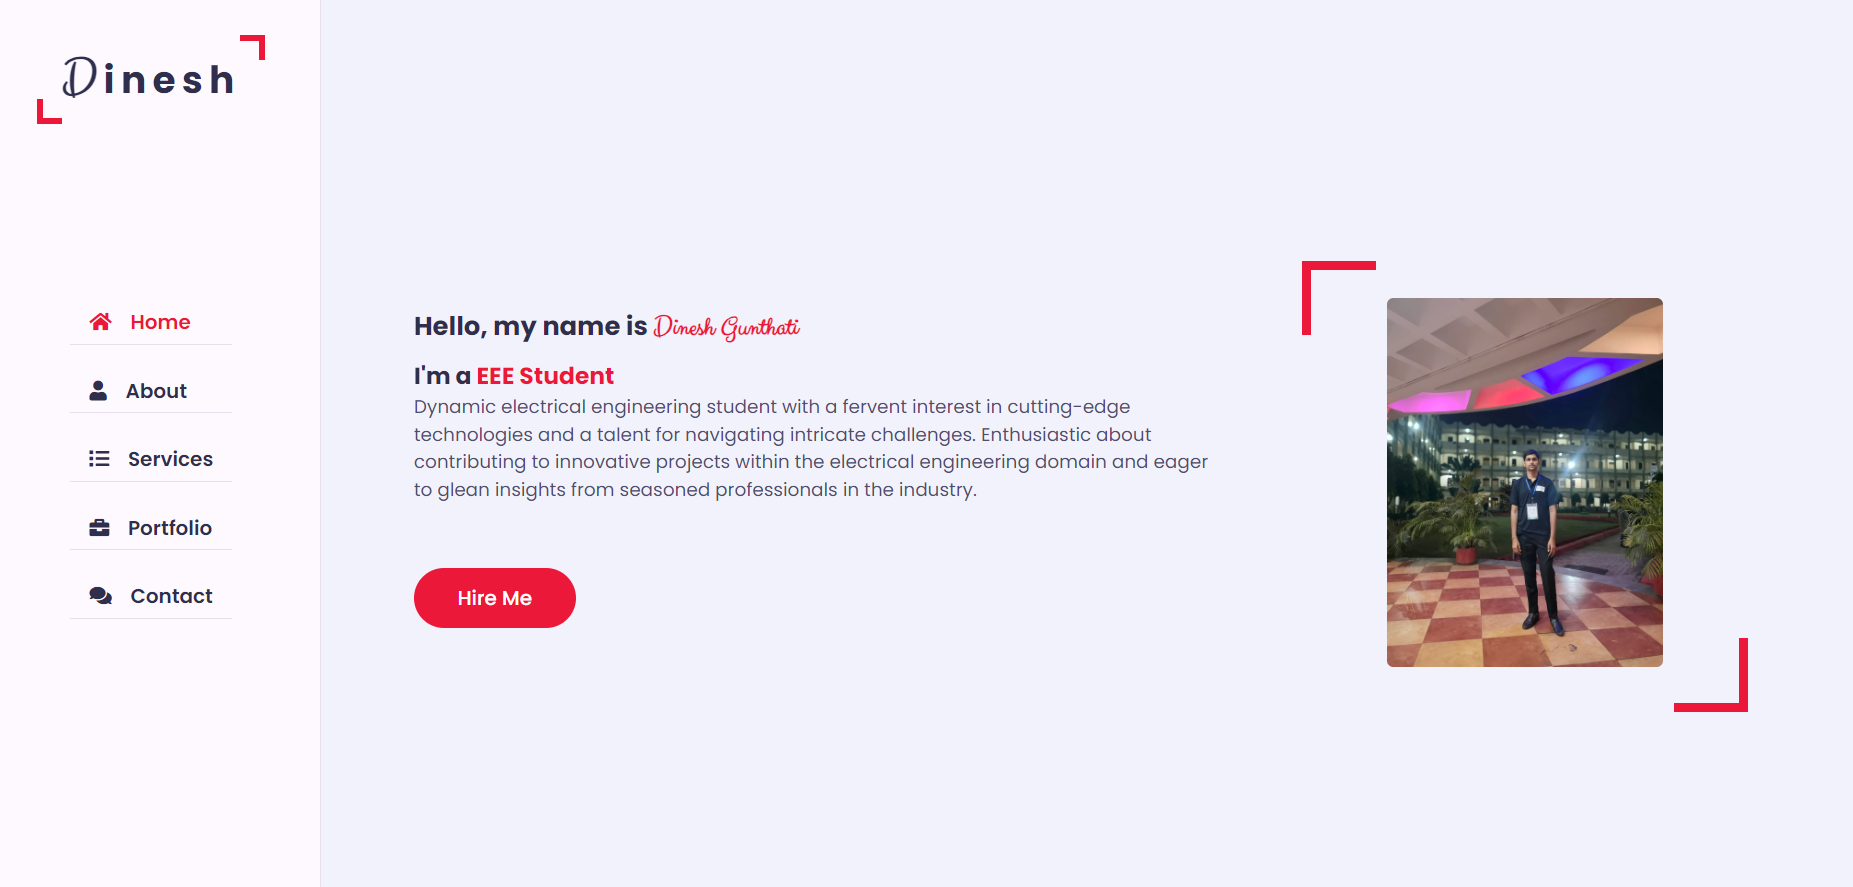 Dinesh
Home
About
Services
Portfolio
Contact
Hello, my name is Dinesh Gunthati
I'm a EEE Student
Dynamic electrical engineering student with a fervent interest in cutting-edge
technologies and a talent for navigating intricate challenges. Enthusiastic about
contributing to innovative projects within the electrical engineering domain and eager
to glean insights from seasoned professionals in the industry.
Hire Me